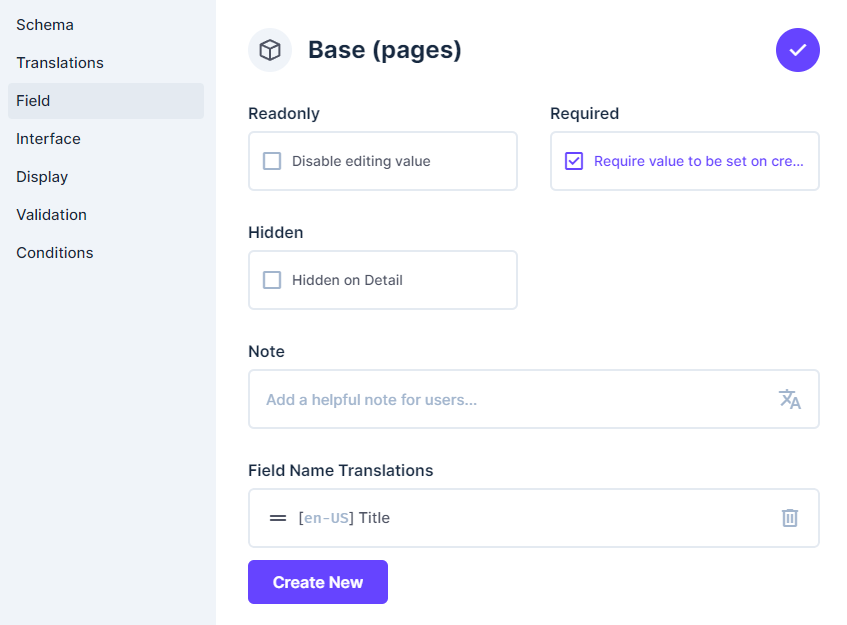 Schema
Translations
Field
Interface
Display
Validation
Conditions
Base (pages)
Readonly
Required
Disable editing value
Require value to be set on cre...
Hidden
Hidden on Detail
Note
Add a helpful note for users...
Field Name Translations
[en-US] Title
Create New